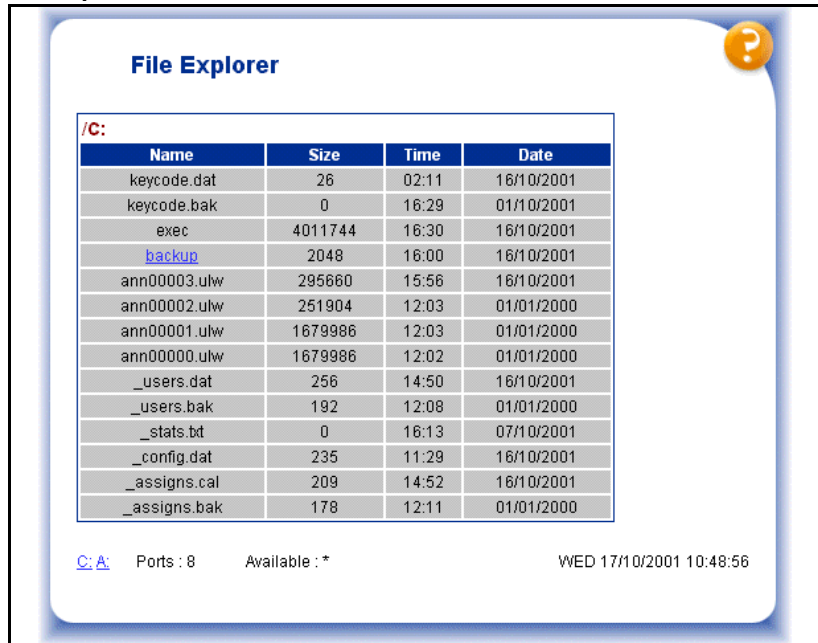 ?
File Explorer
/C:
Name Size Time Date
keycode.dat 26 02:11 16/10/2001
keycode.bak 0 16:29 01/10/2001
exec 4011744 16:30 16/10/2001
backup 2048 16:00 16/10/2001
ann00003.ulw 295660 15:56 16/10/2001
ann00002.ulw 251904 12:03 01/01/2000
ann00001.ulw 1679986 12:03 01/01/2000
ann00000.ulw 1679986 12:02 01/01/2000
_users.dat 256 14:50 16/10/2001
_users.bak 192 12:08 01/01/2000
_stats.txt 0 16:13 07/10/2001
_config.dat 235 11:29 16/10/2001
_assigns.cal 209 14:52 16/10/2001
_assigns.bak 178 12:11 01/01/2000
C: A: Ports : 8 Available : * WED 17/10/2001 10:48:56